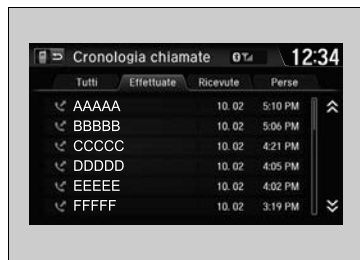 Cronologia chiamate 12:34
Tutti Effettuate Ricevute Perse
AAAAA 10. 02 5:10 PM
BBBBB 10. 02 5:06 PM
CCCCC 10. 02 4:21 PM
DDDDD 10. 02 4:05 PM
EEEEE 10. 02 4:02 PM
FFFFF 10. 02 3:19 PM